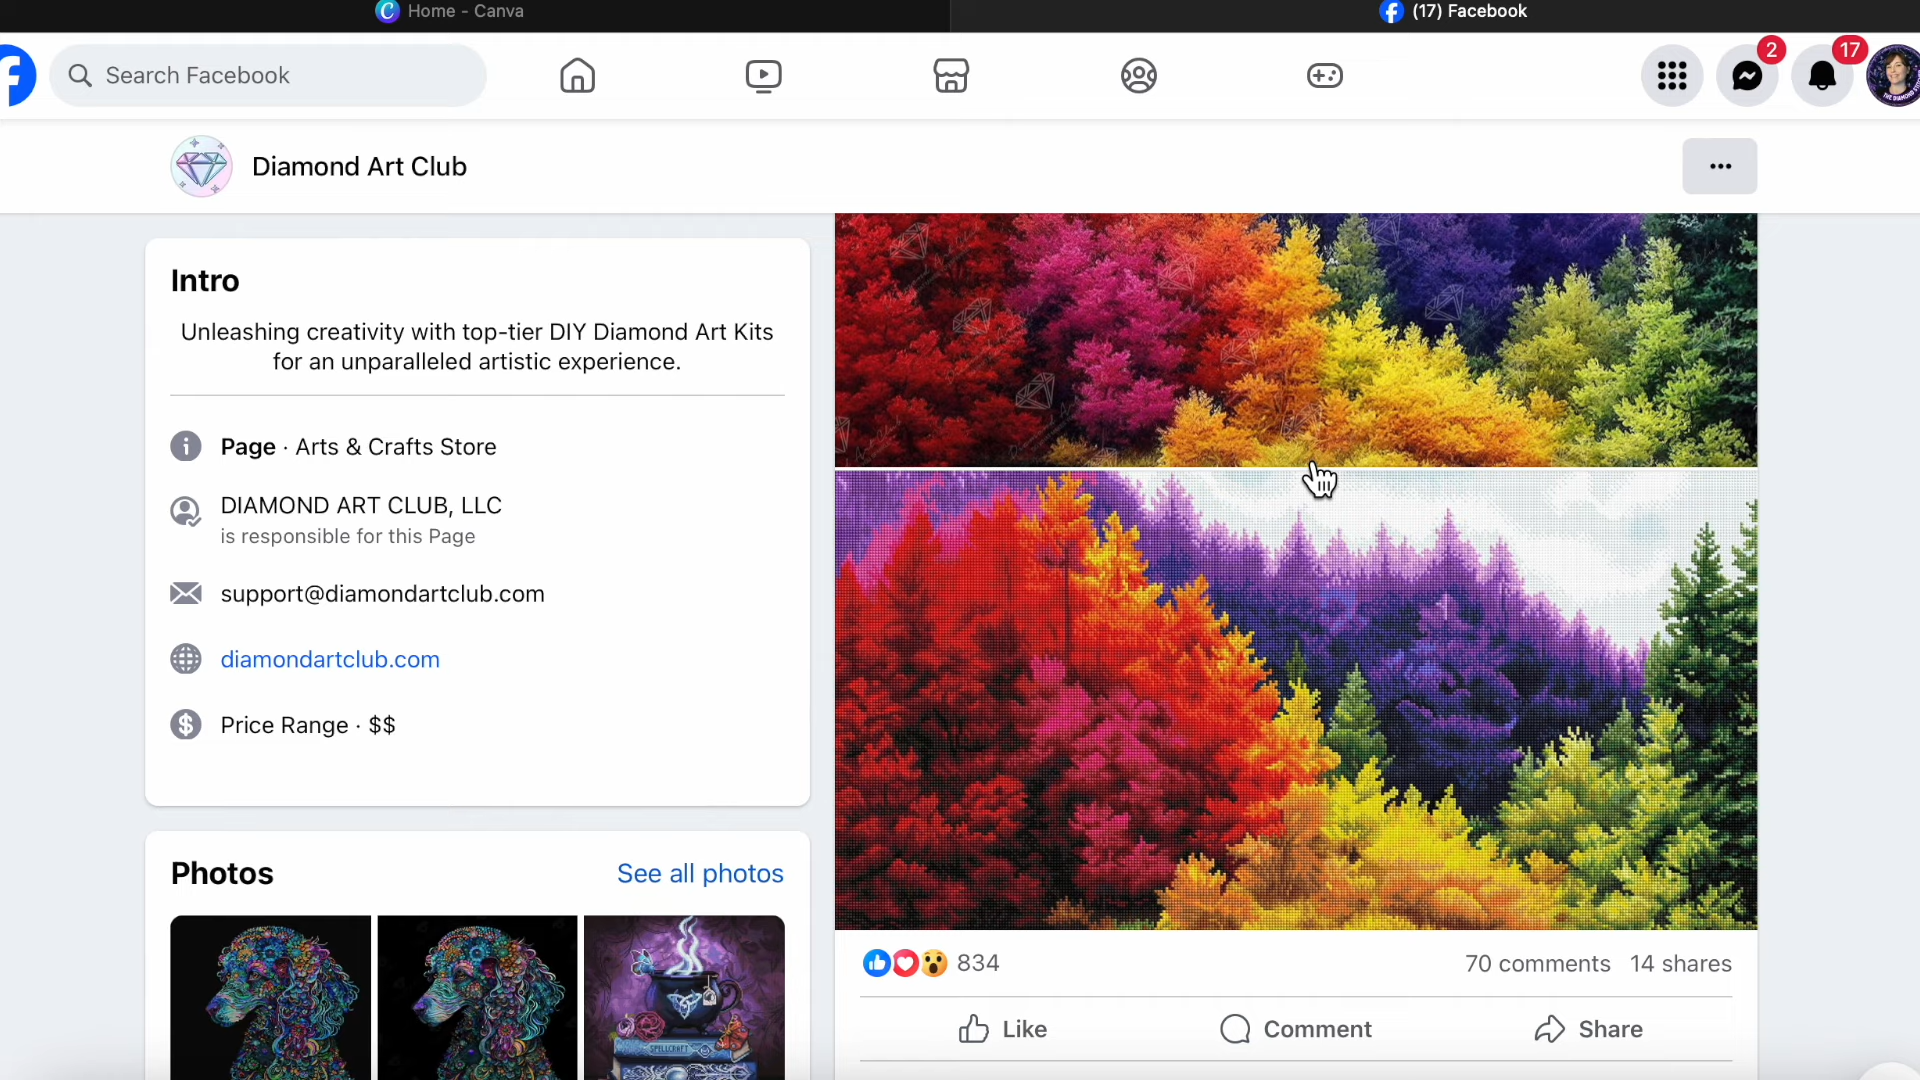 Home - Canva
(17) Facebook
Search Facebook
2
17
Diamond Art Club
Intro
Unleashing creativity with top-tier DIY Diamond Art Kits
for an unparalleled artistic experience.
Page · Arts & Crafts Store
DIAMOND ART CLUB, LLC
is responsible for this Page
support@diamondartclub.com
diamondartclub.com
Price Range · $$
Photos
See all photos
SPELLCRAFT
834
70 comments
14 shares
Like
Comment
Share